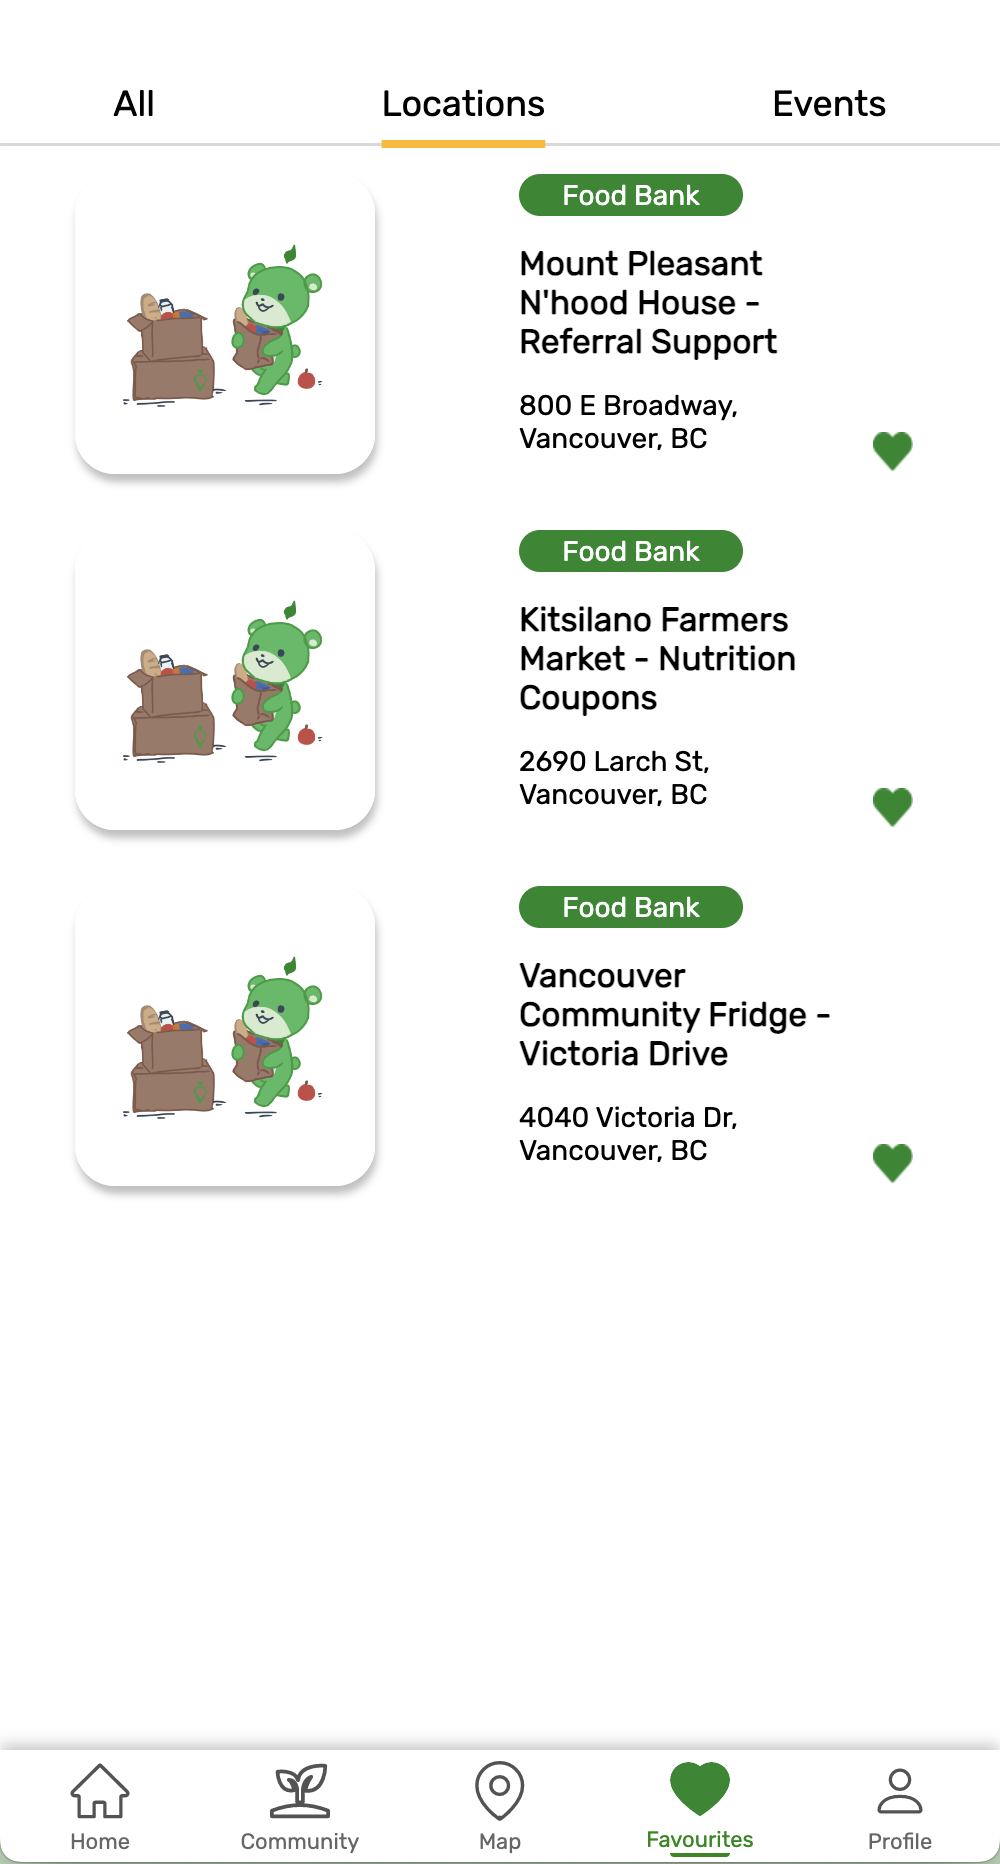 All
Locations
Events
Food Bank
Mount Pleasant
N'hood House -
Referral Support
800 E Broadway,
Vancouver, BC
Food Bank
Kitsilano Farmers
Market - Nutrition
Coupons
2690 Larch St,
Vancouver, BC
Food Bank
Vancouver
Community Fridge -
Victoria Drive
4040 Victoria Dr,
Vancouver, BC
Home
Community
Map
Favourites
Profile